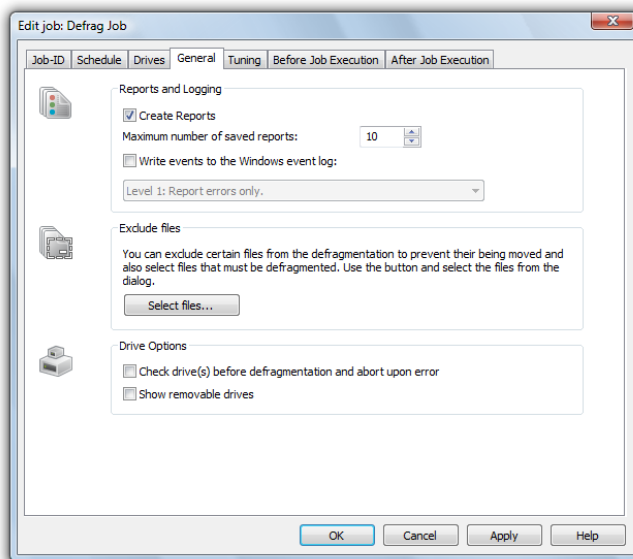 Edit job: Defrag Job
Job-ID Schedule Drives General Tuning Before Job Execution After Job Execution
Reports and Logging
Create Reports
Maximum number of saved reports: 10
Write events to the Windows event log:
Level 1: Report errors only.
Exclude files
You can exclude certain files from the defragmentation to prevent their being moved and
also select files that must be defragmented. Use the button and select the files from the
dialog.
Select files...
Drive Options
Check drive(s) before defragmentation and abort upon error
Show removable drives
OK Cancel Apply Help